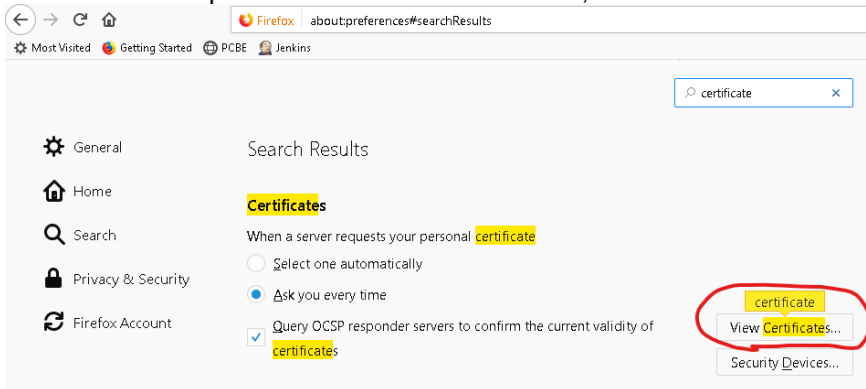 Firefox about:preferences#searchResults
Most Visited Getting Started PCBE Jenkins
certificate
General
Home
Search
Privacy & Security
Firefox Account
Search Results
Certificates
When a server requests your personal certificate
Select one automatically
Ask you every time
Query OCSP responder servers to confirm the current validity of
certificates
certificate
View Certificates...
Security Devices...